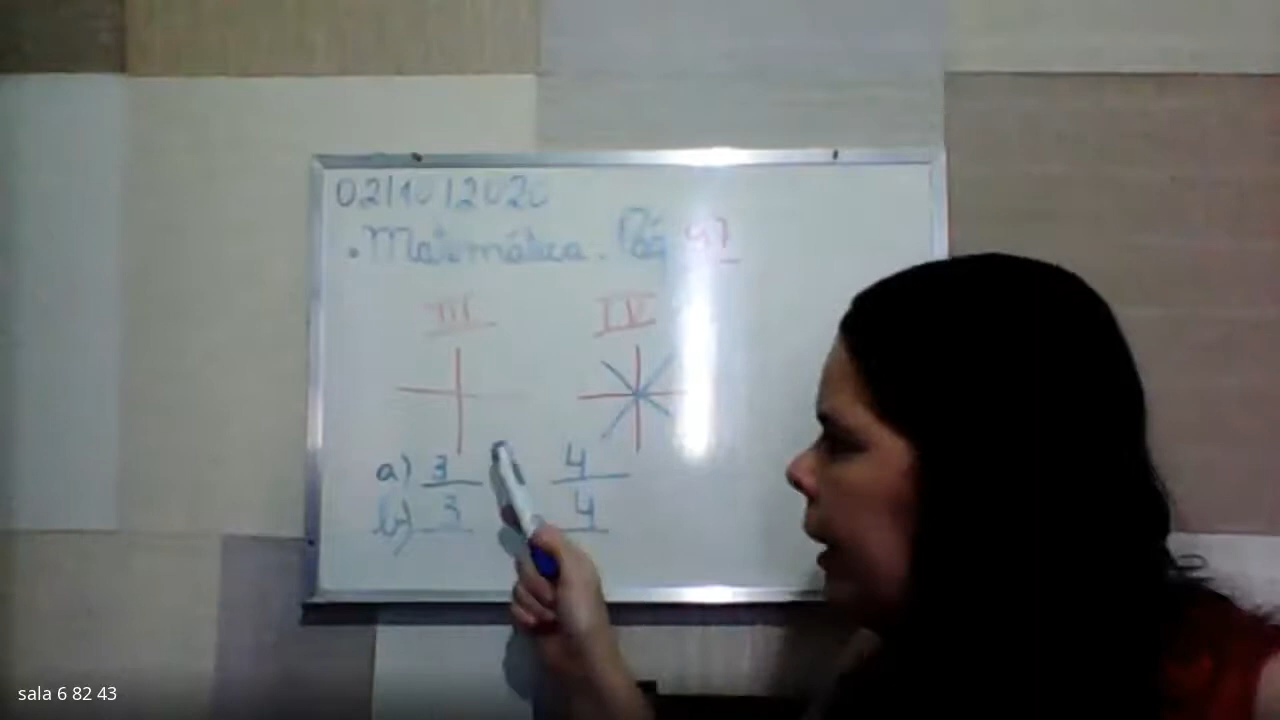 02/10/2020
. Matemática. Pág 47
III IV
a) 3 4
b) 3 4
sala 6 82 43